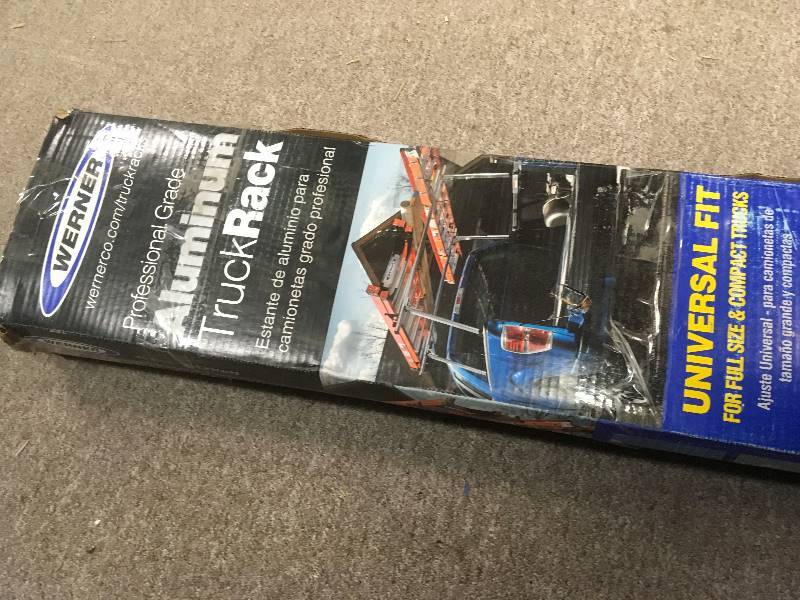 WERNER
wernerco.com/truckrack
Professional Grade
Aluminum
TruckRack
Estante de aluminio para
camionetas grado profesional
UNIVERSAL FIT
FOR FULL SIZE & COMPACT TRUCKS
Ajuste Universal - para camionetas de
tamaño grande y compactas
WERNER